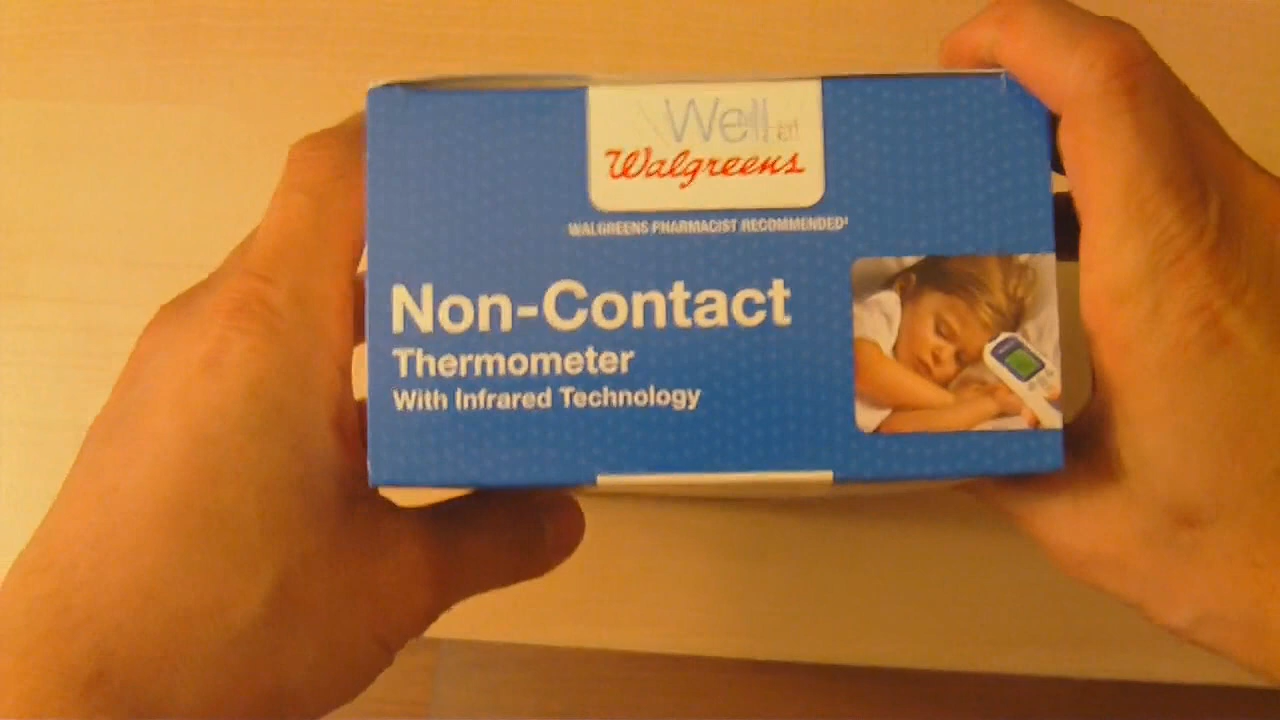 Well at
Walgreens
WALGREENS PHARMACIST RECOMMENDED†
Non-Contact
Thermometer
With Infrared Technology